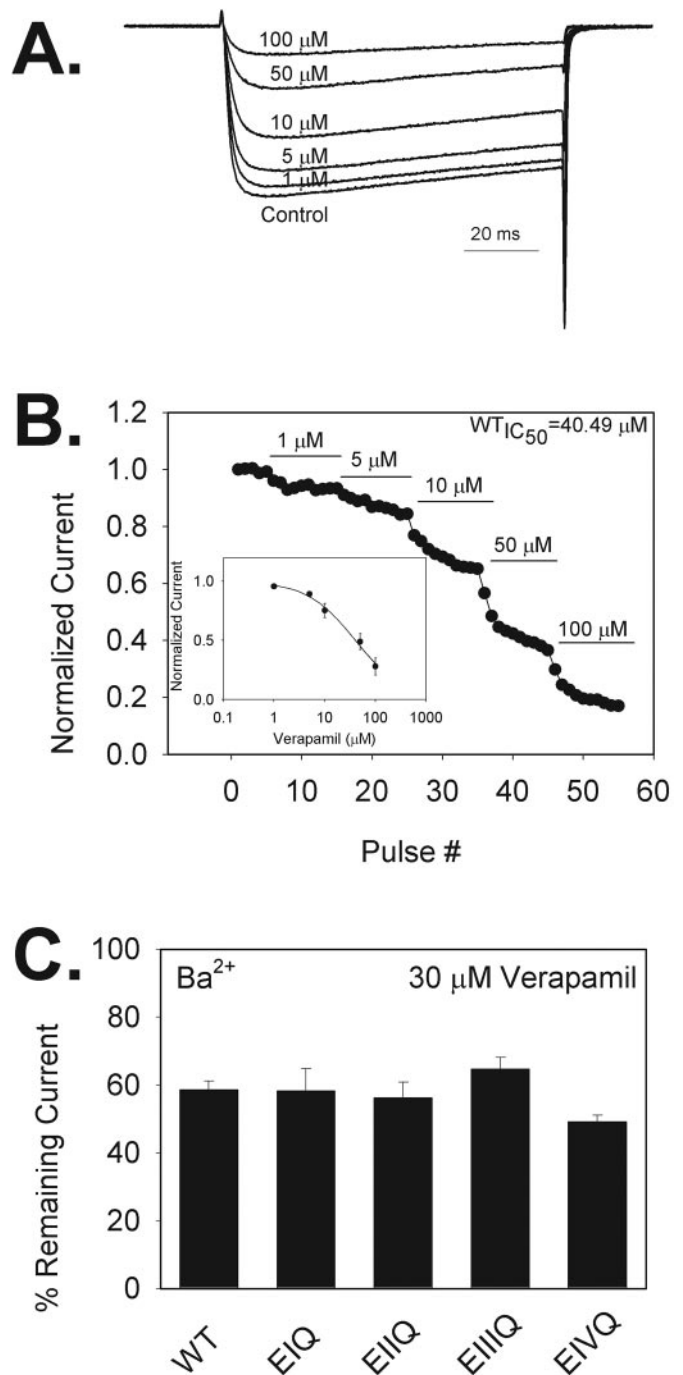 A.
100 μM
50 μM
10 μM
5 μM
1 μM
Control
20 ms
B.
Normalized Current
1.2
1.0
0.8
0.6
0.4
0.2
0.0
WT IC50=40.49 μM
1 μM
5 μM
10 μM
50 μM
100 μM
Normalized Current
1.0
0.5
0.0
0.1 1 10 100 1000
Verapamil (μM)
0 10 20 30 40 50 60
Pulse #
C.
% Remaining Current
100
80
60
40
20
0
Ba2+ 30 μM Verapamil
WT EIQ EIIQ EIIIQ EIVQ